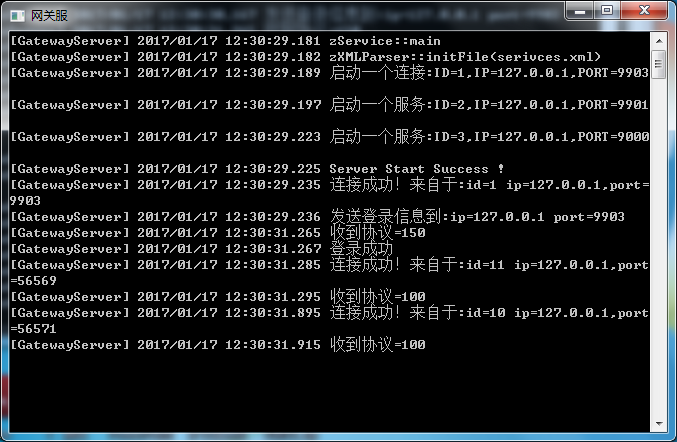 网关服
[GatewayServer] 2017/01/17 12:30:29.181 zService::main
[GatewayServer] 2017/01/17 12:30:29.182 zXMLParser::initFile(serivces.xml)
[GatewayServer] 2017/01/17 12:30:29.189 启动一个连接:ID=1,IP=127.0.0.1,PORT=9903
[GatewayServer] 2017/01/17 12:30:29.197 启动一个服务:ID=2,IP=127.0.0.1,PORT=9901
[GatewayServer] 2017/01/17 12:30:29.223 启动一个服务:ID=3,IP=127.0.0.1,PORT=9000
[GatewayServer] 2017/01/17 12:30:29.225 Server Start Success !
[GatewayServer] 2017/01/17 12:30:29.235 连接成功! 来自于:id=1 ip=127.0.0.1,port=
9903
[GatewayServer] 2017/01/17 12:30:29.236 发送登录信息到:ip=127.0.0.1 port=9903
[GatewayServer] 2017/01/17 12:30:31.265 收到协议=150
[GatewayServer] 2017/01/17 12:30:31.267 登录成功
[GatewayServer] 2017/01/17 12:30:31.285 连接成功! 来自于:id=11 ip=127.0.0.1,port
=56569
[GatewayServer] 2017/01/17 12:30:31.295 收到协议=100
[GatewayServer] 2017/01/17 12:30:31.895 连接成功! 来自于:id=10 ip=127.0.0.1,port
=56571
[GatewayServer] 2017/01/17 12:30:31.915 收到协议=100